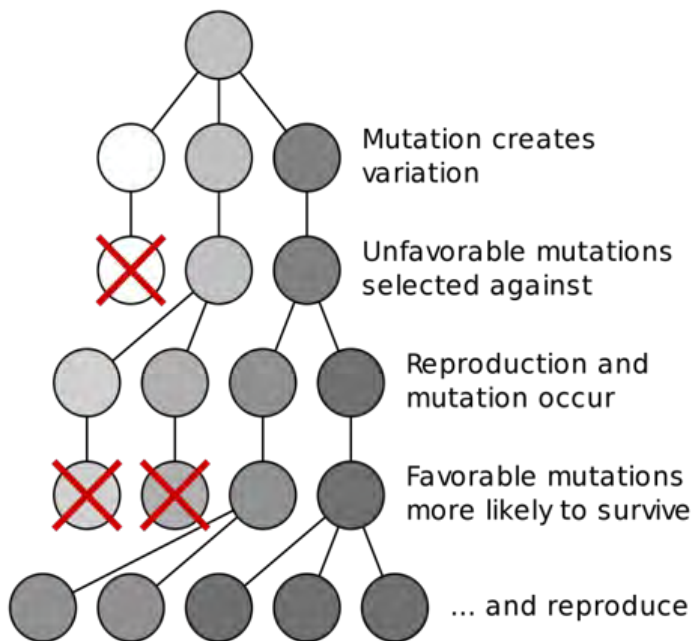 Mutation creates
variation
Unfavorable mutations
selected against
Reproduction and
mutation occur
Favorable mutations
more likely to survive
... and reproduce